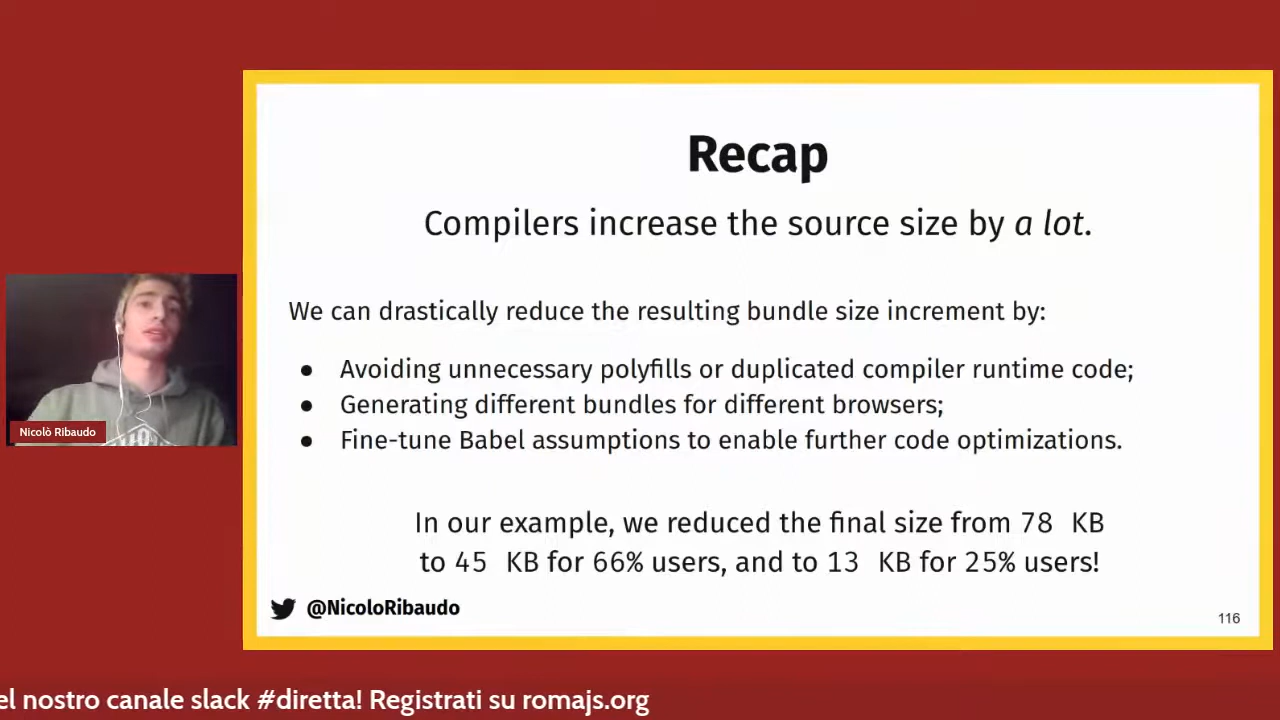 Recap
Compilers increase the source size by a lot.
We can drastically reduce the resulting bundle size increment by:
● Avoiding unnecessary polyfills or duplicated compiler runtime code;
● Generating different bundles for different browsers;
● Fine-tune Babel assumptions to enable further code optimizations.
In our example, we reduced the final size from 78 KB
to 45 KB for 66% users, and to 13 KB for 25% users!
@NicoloRibaudo
116
Nicolò Ribaudo
el nostro canale slack #diretta! Registrati su romajs.org